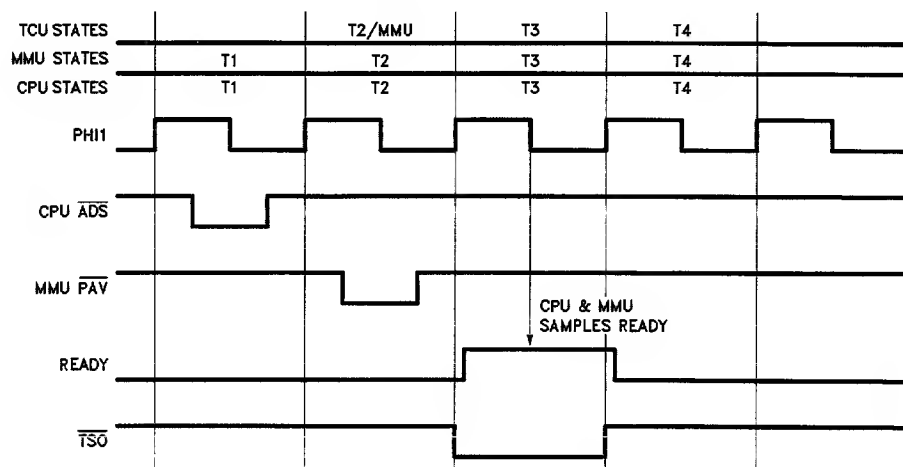 TCU STATES T2/MMU T3 T4
MMU STATES T1 T2 T3 T4
CPU STATES T1 T2 T3 T4
PHI1
CPU ADS
MMU PAV
CPU & MMU
SAMPLES READY
READY
TSO